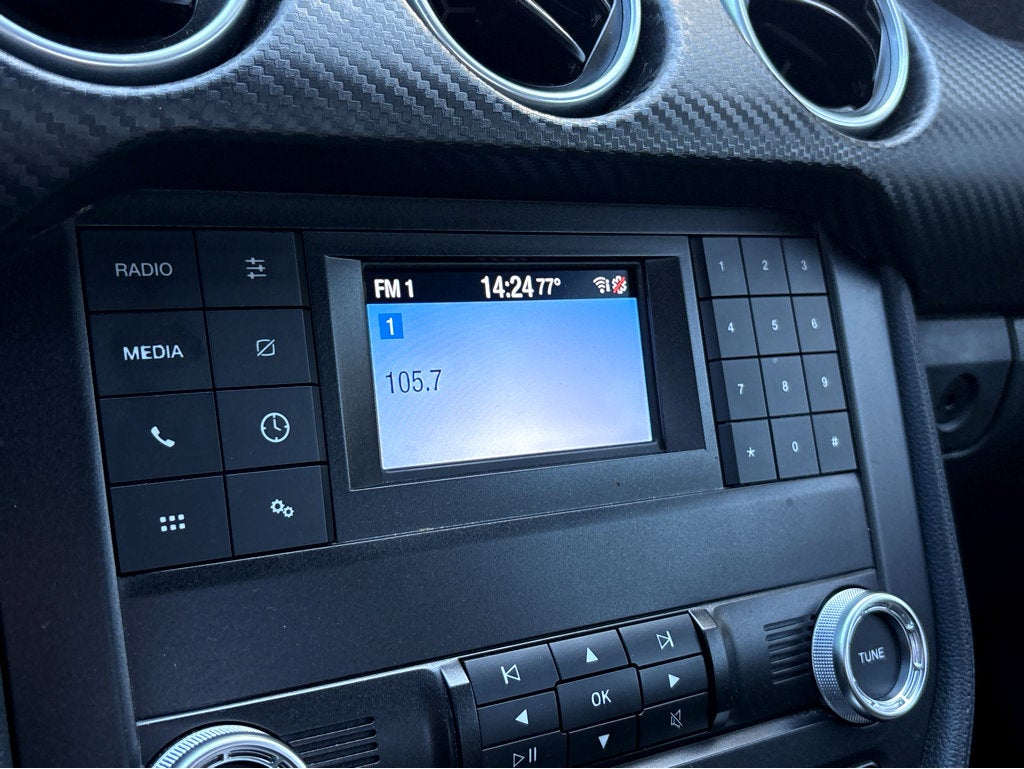 RADIO
MEDIA
FM 1 14:24 77°
1
105.7
1 2 3
4 5 6
7 8 9
* 0 #
OK
TUNE